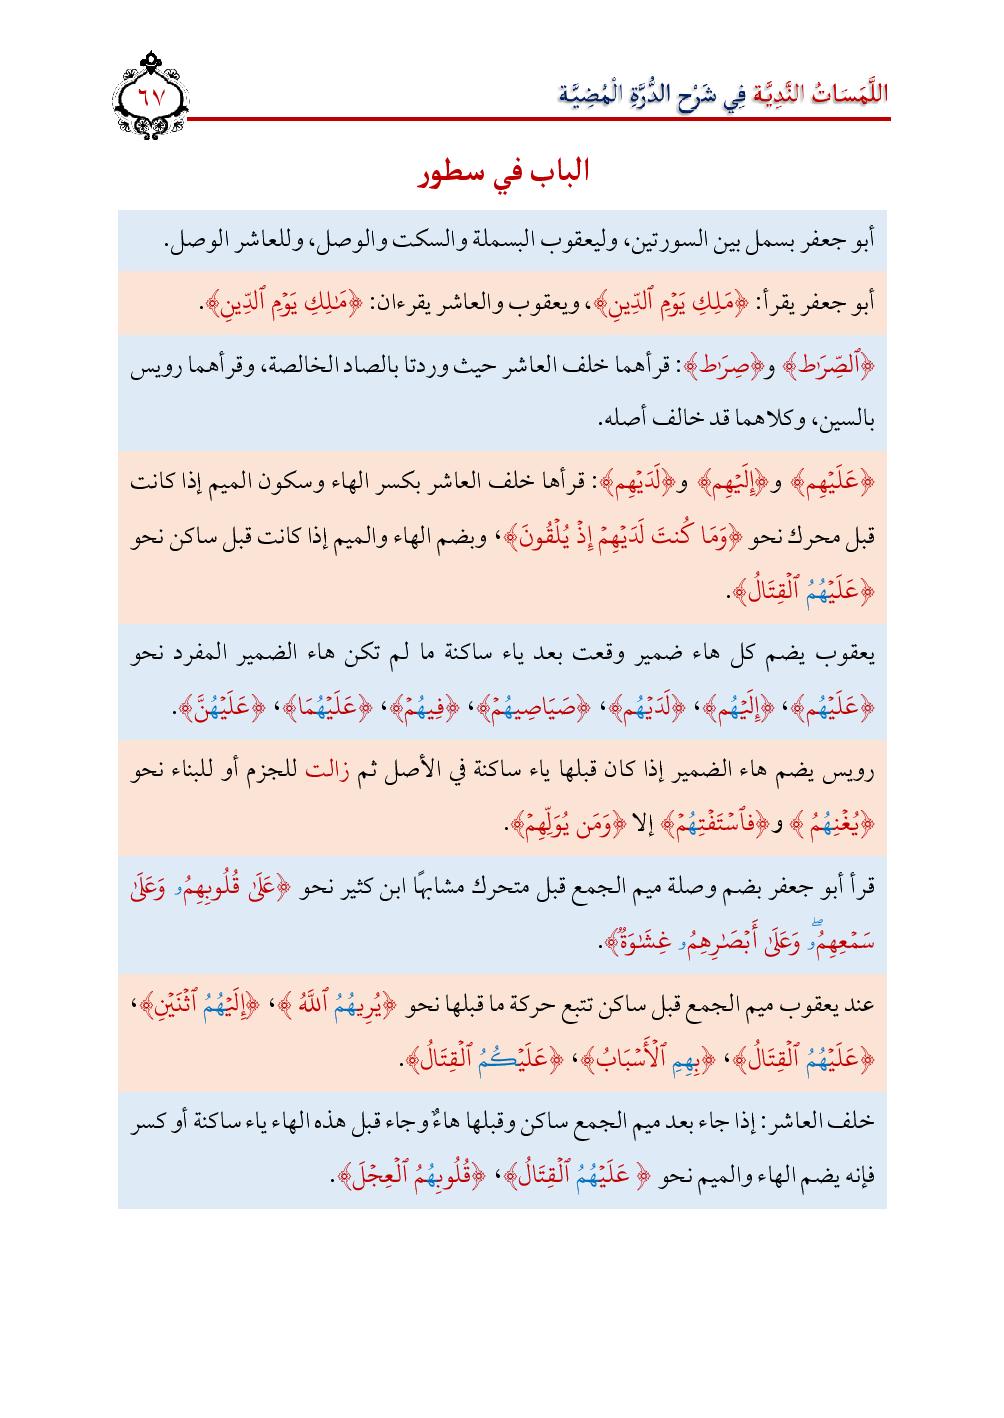 اللَّمَسَاتُ النَّدِيَّة فِي شَرْح الدُّرَّةِ الْمُضِيَّة
٦٧
الباب في سطور
أبو جعفر بسمل بين السورتين، وليعقوب البسملة والسكت والوصل، وللعاشر الوصل.
أبو جعفر يقرأ: ﴿مَلِكِ يَوۡمِ ٱلدِّينِ﴾، ويعقوب والعاشر يقرءان: ﴿مَٰلِكِ يَوۡمِ ٱلدِّينِ﴾.
﴿ٱلصِّرَٰط﴾ و﴿صِرَٰط﴾: قرأهما خلف العاشر حيث وردتا بالصاد الخالصة، وقرأهما رويس
بالسين، وكلاهما قد خالف أصله.
﴿عَلَيۡهِم﴾ و﴿إِلَيۡهِم﴾ و﴿لَدَيۡهِم﴾: قرأها خلف العاشر بكسر الهاء وسكون الميم إذا كانت
قبل محرك نحو ﴿وَمَا كُنتَ لَدَيۡهِمۡ إِذۡ يُلۡقُونَ﴾، وبضم الهاء والميم إذا كانت قبل ساكن نحو
﴿عَلَيۡهُمُ ٱلۡقِتَالُ﴾.
يعقوب يضم كل هاء ضمير وقعت بعد ياء ساكنة ما لم تكن هاء الضمير المفرد نحو
﴿عَلَيۡهُم﴾، ﴿إِلَيۡهُم﴾، ﴿لَدَيۡهُم﴾، ﴿صَيَاصِيهُمۡ﴾، ﴿فِيهُمۡ﴾، ﴿عَلَيۡهُمَا﴾، ﴿عَلَيۡهُنَّ﴾.
رويس يضم هاء الضمير إذا كان قبلها ياء ساكنة في الأصل ثم زالت للجزم أو للبناء نحو
﴿يُغۡنِهُمُ ﴾ و﴿فَٱسۡتَفۡتِهُمۡ﴾ إلا ﴿وَمَن يُوَلِّهِمۡ﴾.
قرأ أبو جعفر بضم وصلة ميم الجمع قبل متحرك مشابهًا ابن كثير نحو ﴿عَلَىٰ قُلُوبِهِمُۥ وَعَلَىٰ
سَمۡعِهِمُۥۖ وَعَلَىٰ أَبۡصَٰرِهِمُۥ غِشَٰوَةٞ﴾.
عند يعقوب ميم الجمع قبل ساكن تتبع حركة ما قبلها نحو ﴿يُرِيهُمُ ٱللَّهُ ﴾، ﴿إِلَيۡهُمُ ٱثۡنَيۡنِ﴾،
﴿عَلَيۡهُمُ ٱلۡقِتَالُ﴾، ﴿بِهِمِ ٱلۡأَسۡبَابُ﴾، ﴿عَلَيۡكُمُ ٱلۡقِتَالُ﴾.
خلف العاشر: إذا جاء بعد ميم الجمع ساكن وقبلها هاءٌ وجاء قبل هذه الهاء ياء ساكنة أو كسر
فإنه يضم الهاء والميم نحو ﴿ عَلَيۡهُمُ ٱلۡقِتَالُ﴾، ﴿قُلُوبِهُمُ ٱلۡعِجۡلَ﴾.